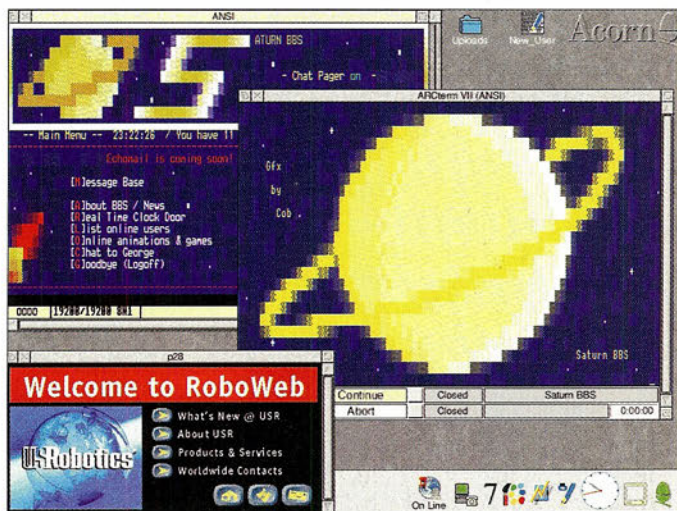 ANSI
ATURN BBS
- Chat Pager on -
-- Main Menu -- 23:22:26 / You have 11
Echomail is coming soon!
[M]essage Base
[A]bout BBS / News
[R]eal Time Clock Door
[L]ist online users
[O]nline animations & games
[C]hat to George
[G]oodbye (Logoff)
0000 19200/19200 8N1
Uploads
New_User
Acorn
ARCterm VII (ANSI)
Gfx
by
Cob
Saturn BBS
Continue Closed Saturn BBS
Abort Closed 0:00:00
p28
Welcome to RoboWeb
USRobotics
What's New @ USR
About USR
Products & Services
Worldwide Contacts
On Line
7